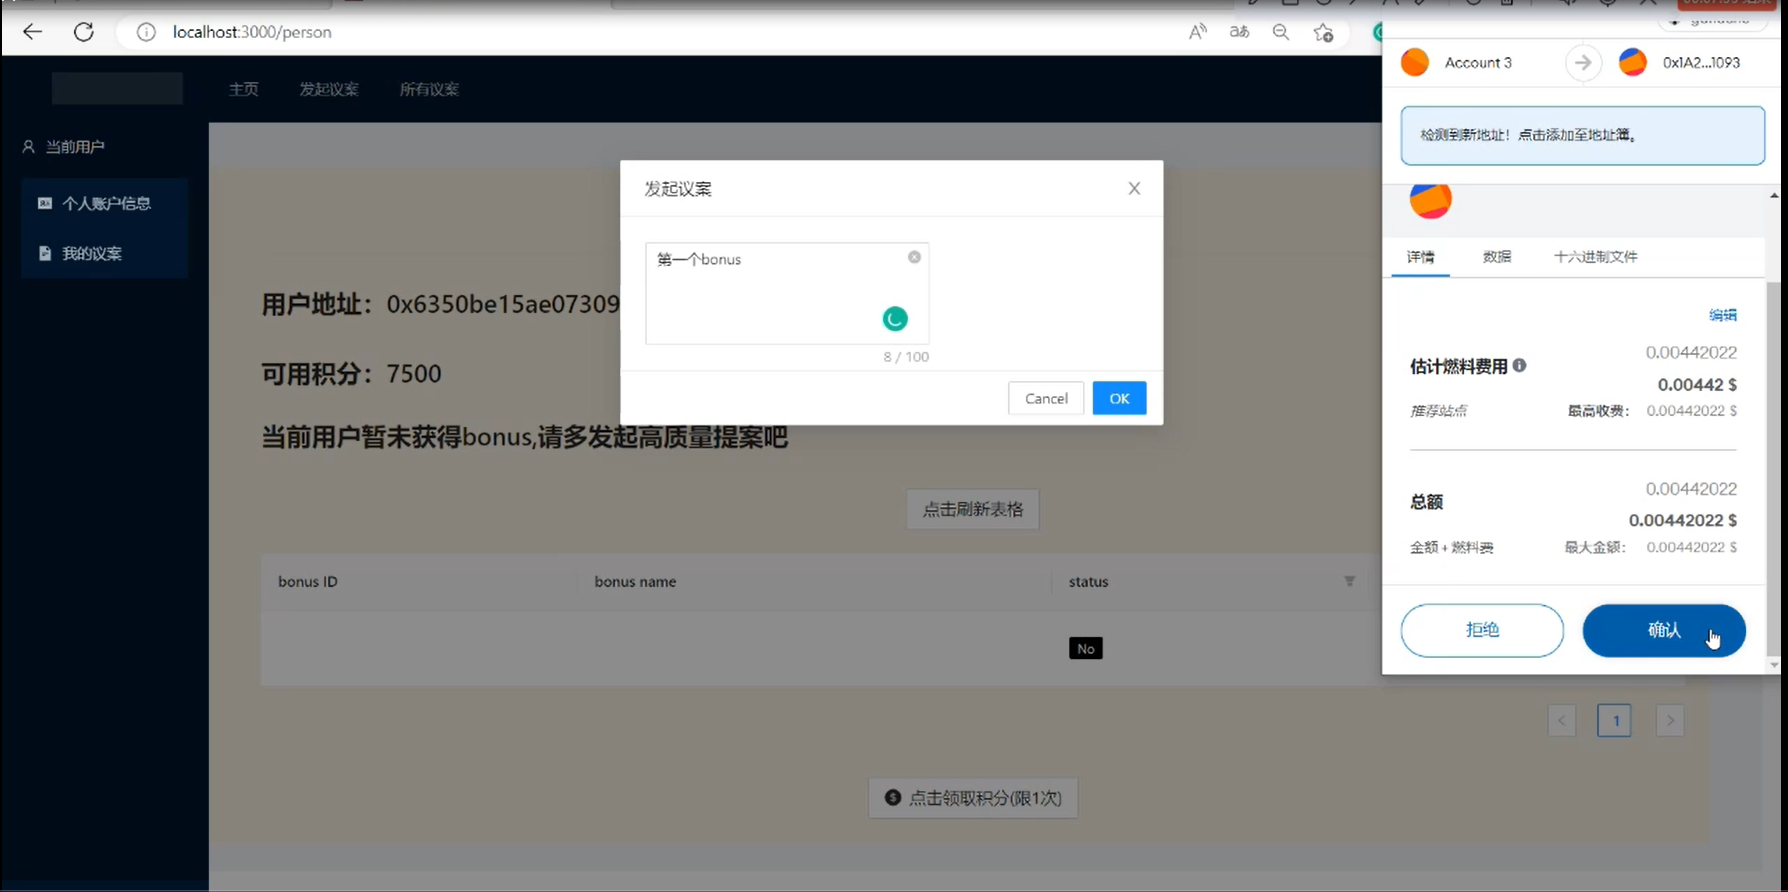 localhost:3000/person
Aあ
主页
发起议案
所有议案
当前用户
个人账户信息
我的议案
用户地址：0x6350be15ae07309
可用积分：7500
当前用户暂未获得bonus,请多发起高质量提案吧
点击刷新表格
bonus ID
bonus name
status
No
1
点击领取积分(限1次)
发起议案
第一个bonus
8 / 100
Cancel
OK
Account 3
0x1A2...1093
检测到新地址！点击添加至地址簿。
详情
数据
十六进制文件
编辑
0.00442022
估计燃料费用
0.00442 $
推荐站点
最高收费：
0.00442022 $
0.00442022
总额
0.00442022 $
金额 + 燃料费
最大金额：
0.00442022 $
拒绝
确认